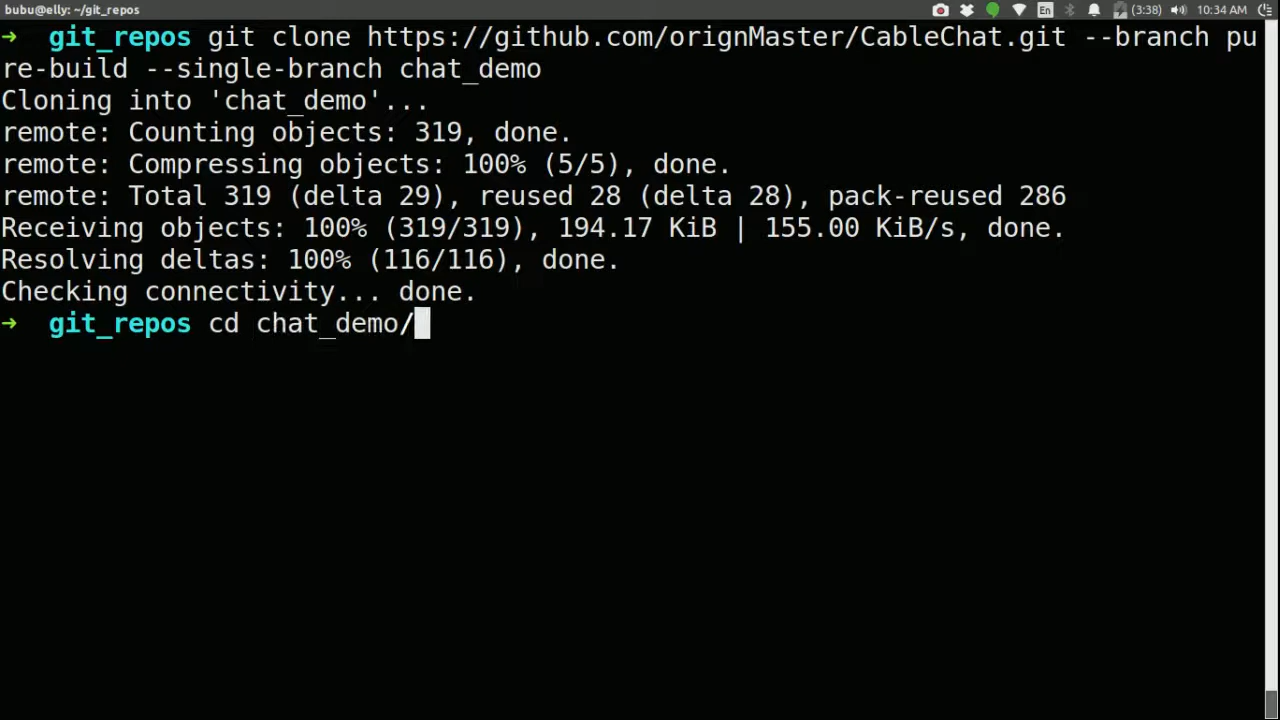 bubu@elly: ~/git_repos
En
(3:38)
10:34 AM
➜  git_repos git clone https://github.com/orignMaster/CableChat.git --branch pu
re-build --single-branch chat_demo
Cloning into 'chat_demo'...
remote: Counting objects: 319, done.
remote: Compressing objects: 100% (5/5), done.
remote: Total 319 (delta 29), reused 28 (delta 28), pack-reused 286
Receiving objects: 100% (319/319), 194.17 KiB | 155.00 KiB/s, done.
Resolving deltas: 100% (116/116), done.
Checking connectivity... done.
➜  git_repos cd chat_demo/